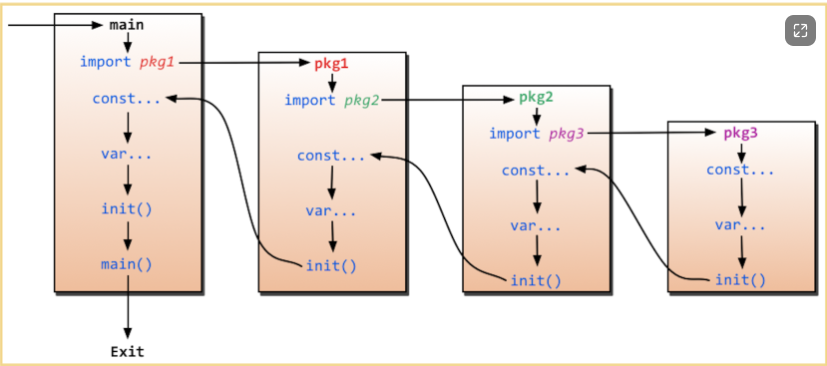 main
import pkg1
const...
var...
init()
main()
Exit
pkg1
import pkg2
const...
var...
init()
pkg2
import pkg3
const...
var...
init()
pkg3
const...
var...
init()